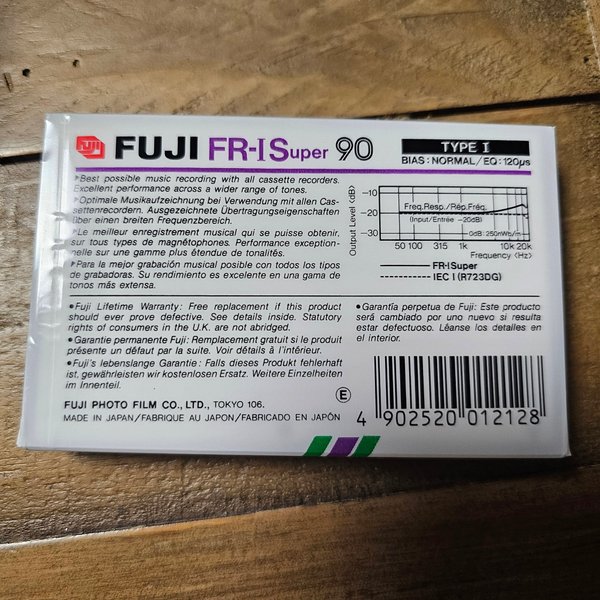 Fuji FUJI FR-I Super 90
TYPE I
BIAS: NORMAL/EQ: 120μs
▸Best possible music recording with all cassette recorders.
Excellent performance across a wider range of tones.
▸Optimale Musikaufzeichnung bei Verwendung mit allen Cas-
settenrecordern. Ausgezeichnete Übertragungseigenschaften
über einen breiten Frequenzbereich.
▸Le meilleur enregistrement musical qui se puisse obtenir,
sur tous types de magnétophones. Performance exception-
nelle sur une gamme plus étendue de tonalités.
▸Para la mejor grabación musical posible con todos los tipos
de grabadoras. Su rendimiento es excelente en una gama de
tonos más extensa.
Output Level <dB>
-10
-20
-30
Freq.Resp./Rép.Fréq.
(Input/Entrée -20dB)
0dB: 250nWb/m
50 100 315 1k 10k 20k
Frequency <Hz>
FR-I Super
IEC I (R723DG)
●Fuji Lifetime Warranty: Free replacement if this product
should ever prove defective. See details inside. Statutory
rights of consumers in the U.K. are not abridged.
●Garantie permanente Fuji: Remplacement gratuit si le produit
présente un défaut par la suite. Voir détails à l'intérieur.
●Fuji's lebenslange Garantie: Falls dieses Produkt fehlerhaft
ist, gewährleisten wir kostenlosen Ersatz. Weitere Einzelheiten
im Innenteil.
●Garantía perpetua de Fuji: Este producto
será cambiado por uno nuevo si resulta
estar defectuoso. Léanse los detalles en
el interior.
FUJI PHOTO FILM CO., LTD., TOKYO 106.
MADE IN JAPAN/FABRIQUE AU JAPON/FABRICADO EN JAPÓN
E
4 902520 012128